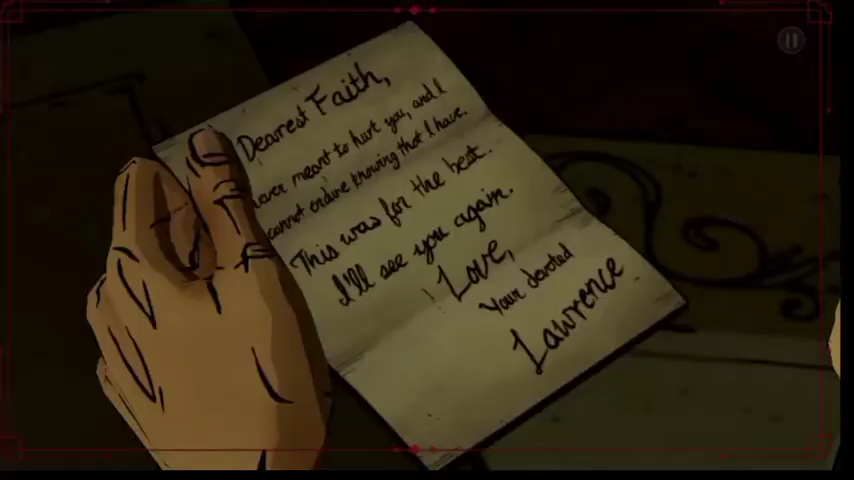 Dearest Faith,
never meant to hurt you, and I
cannot endure knowing that I have.
This was for the best.
I'll see you again.
Love,
Your devoted
Lawrence